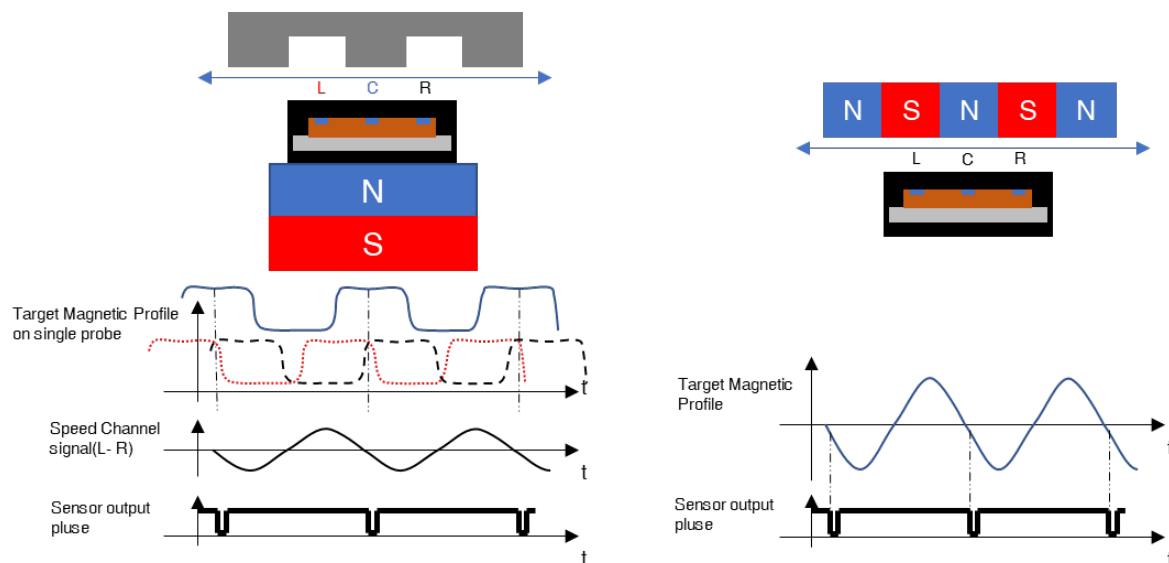 L C R
N
S
Target Magnetic Profile
on single probe
t
Speed Channel
signal(L- R)
t
Sensor output
pluse
t
N S N S N
L C R
Target Magnetic
Profile
t
Sensor output
pluse
t